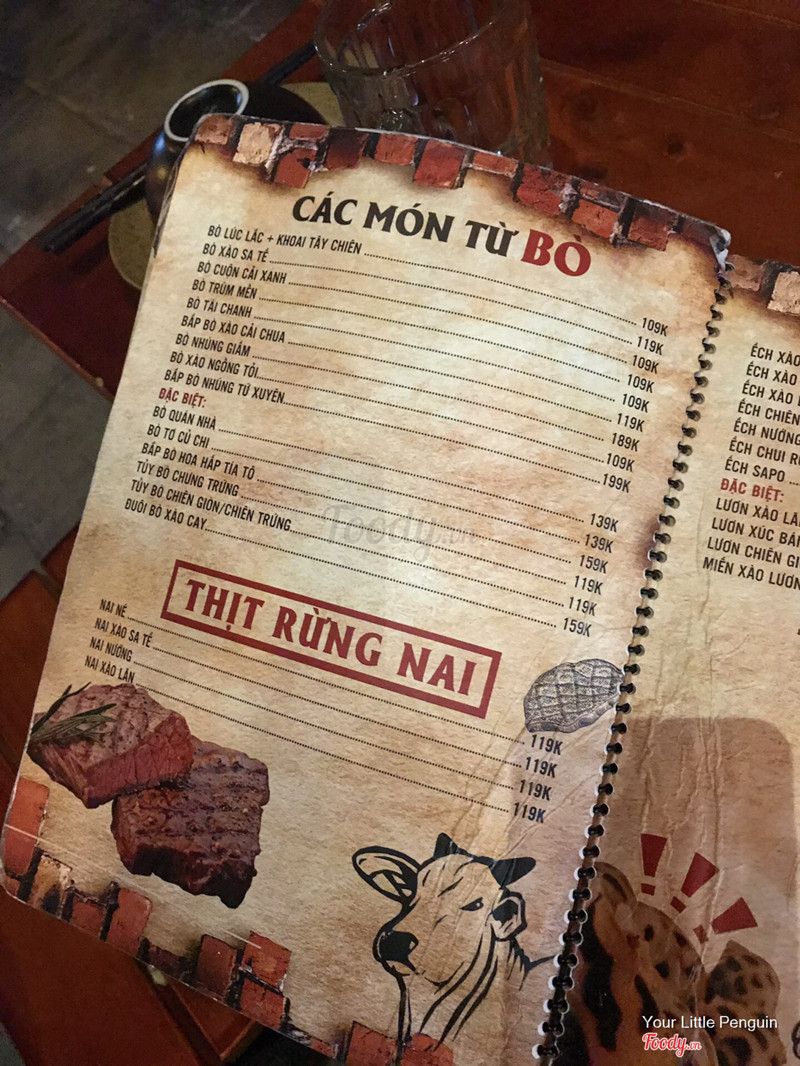 CÁC MÓN TỪ BÒ
BÒ LÚC LẮC + KHOAI TÂY CHIÊN 109K
BÒ XÀO SA TẾ 119K
BÒ CUỘN CẢI XANH 109K
BÒ TRÙM MỀN 109K
BÒ TÁI CHANH 109K
BẮP BÒ XÀO CẢI CHUA 119K
BÒ NHÚNG GIẤM 189K
BÒ XÀO NGỒNG TỎI 109K
BẮP BÒ NHÚNG TỨ XUYÊN 199K
ĐẶC BIỆT:
BÒ QUÁN NHÀ 139K
BÒ TƠ CỦ CHI 139K
BẮP BÒ HOA HẤP TÍA TÔ 159K
TỦY BÒ CHƯNG TRỨNG 119K
TỦY BÒ CHIÊN GIÒN/CHIÊN TRỨNG 119K
ĐUÔI BÒ XÀO CAY 159K
THỊT RỪNG NAI
NAI NÉ 119K
NAI XÀO SA TẾ 119K
NAI NƯỚNG 119K
NAI XÀO LĂN 119K
ẾCH XÀO
ẾCH XÀO
ẾCH XÀO
ẾCH CHIÊN
ẾCH NƯỚNG
ẾCH CHUI
ẾCH SAPO
ĐẶC BIỆT:
LƯƠN XÀO
LƯƠN XÚC
LƯƠN CHIÊN
MIẾN XÀO LƯƠN
Foody.vn
Your Little Penguin
Foody.vn